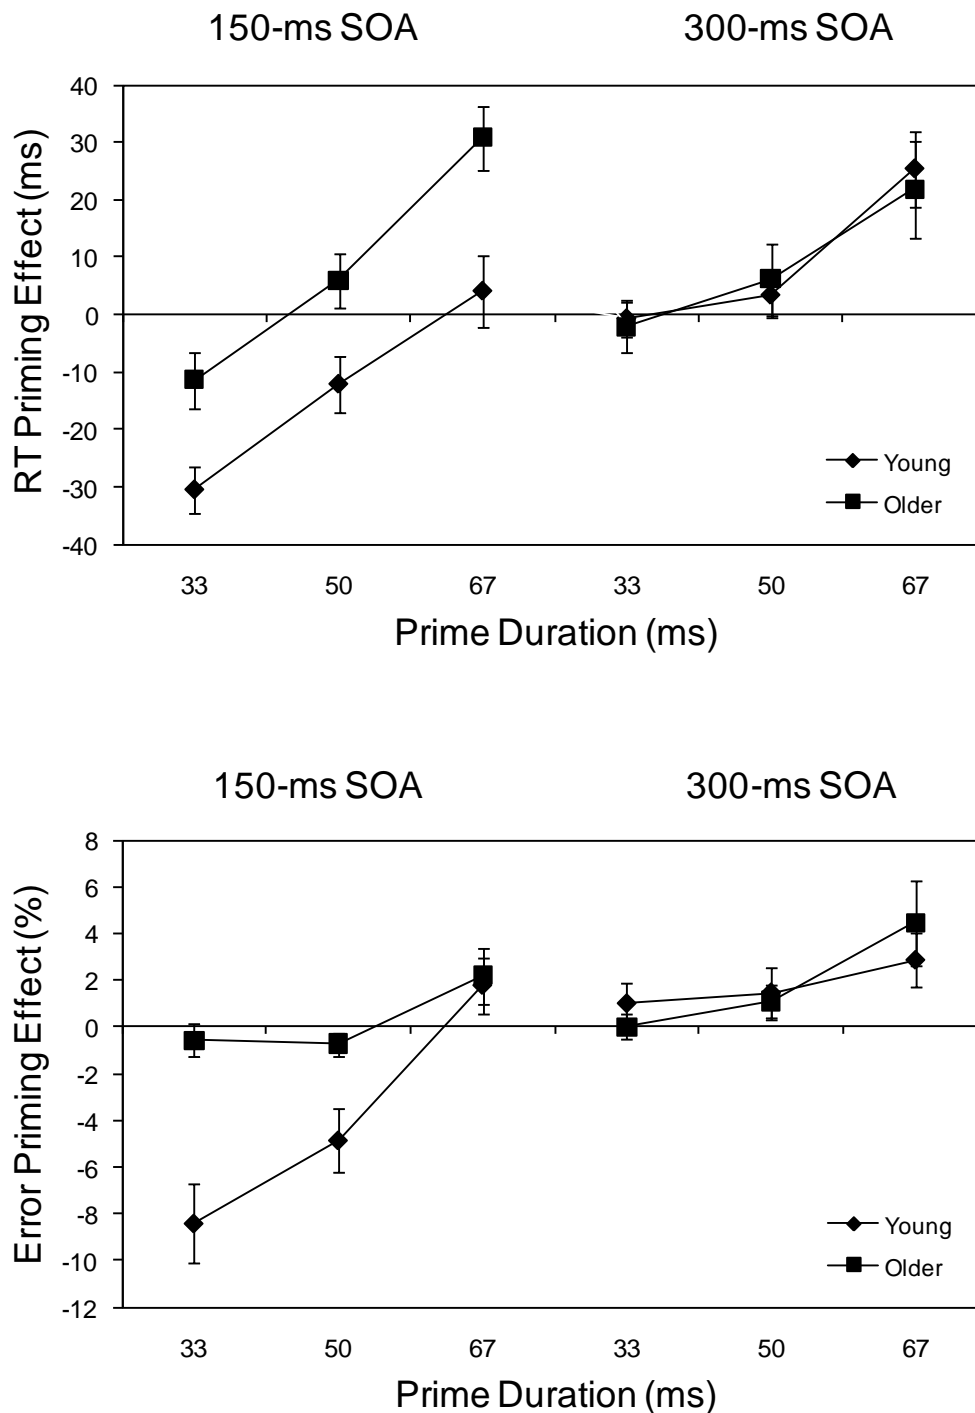 150-ms SOA 300-ms SOA
RT Priming Effect (ms)
40
30
20
10
0
-10
-20
-30
-40
Young
Older
33 50 67 33 50 67
Prime Duration (ms)
150-ms SOA 300-ms SOA
Error Priming Effect (%)
8
6
4
2
0
-2
-4
-6
-8
-10
-12
Young
Older
33 50 67 33 50 67
Prime Duration (ms)